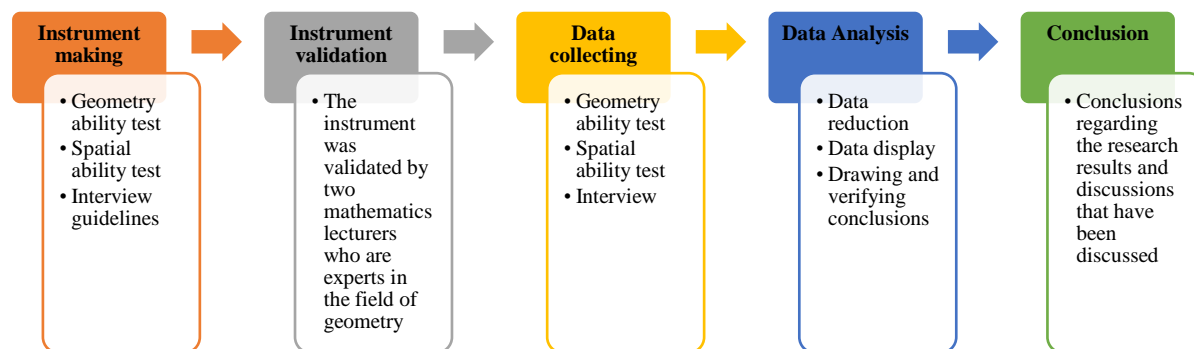 Instrument
making
• Geometry
ability test
• Spatial
ability test
• Interview
guidelines
Instrument
validation
• The
instrument
was
validated by
two
mathematics
lecturers
who are
experts in
the field of
geometry
Data
collecting
• Geometry
ability test
• Spatial
ability test
• Interview
Data Analysis
• Data
reduction
• Data display
• Drawing and
verifying
conclusions
Conclusion
• Conclusions
regarding
the research
results and
discussions
that have
been
discussed